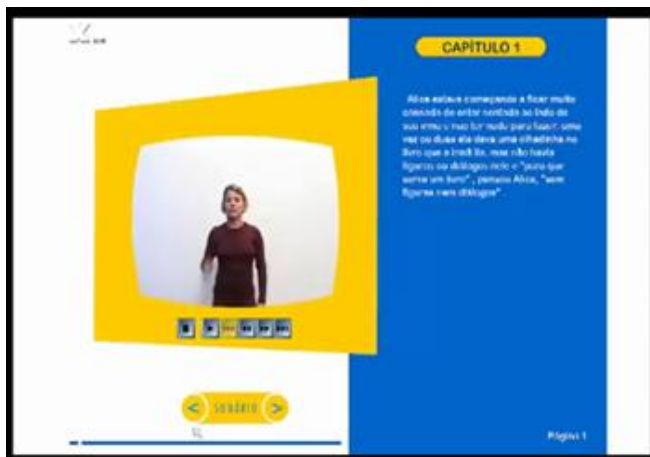 CAPÍTULO 1
Alice estava começando a ficar muito
cansada de estar sentada ao lado de
sua irmã e não ter nada para fazer: uma
vez ou duas ela dava uma olhadinha no
livro que a irmã lia, mas não havia
figuras ou diálogos nele e "para que
serve um livro", pensou Alice, "sem
figuras nem diálogos".
SUMÁRIO
Página 1